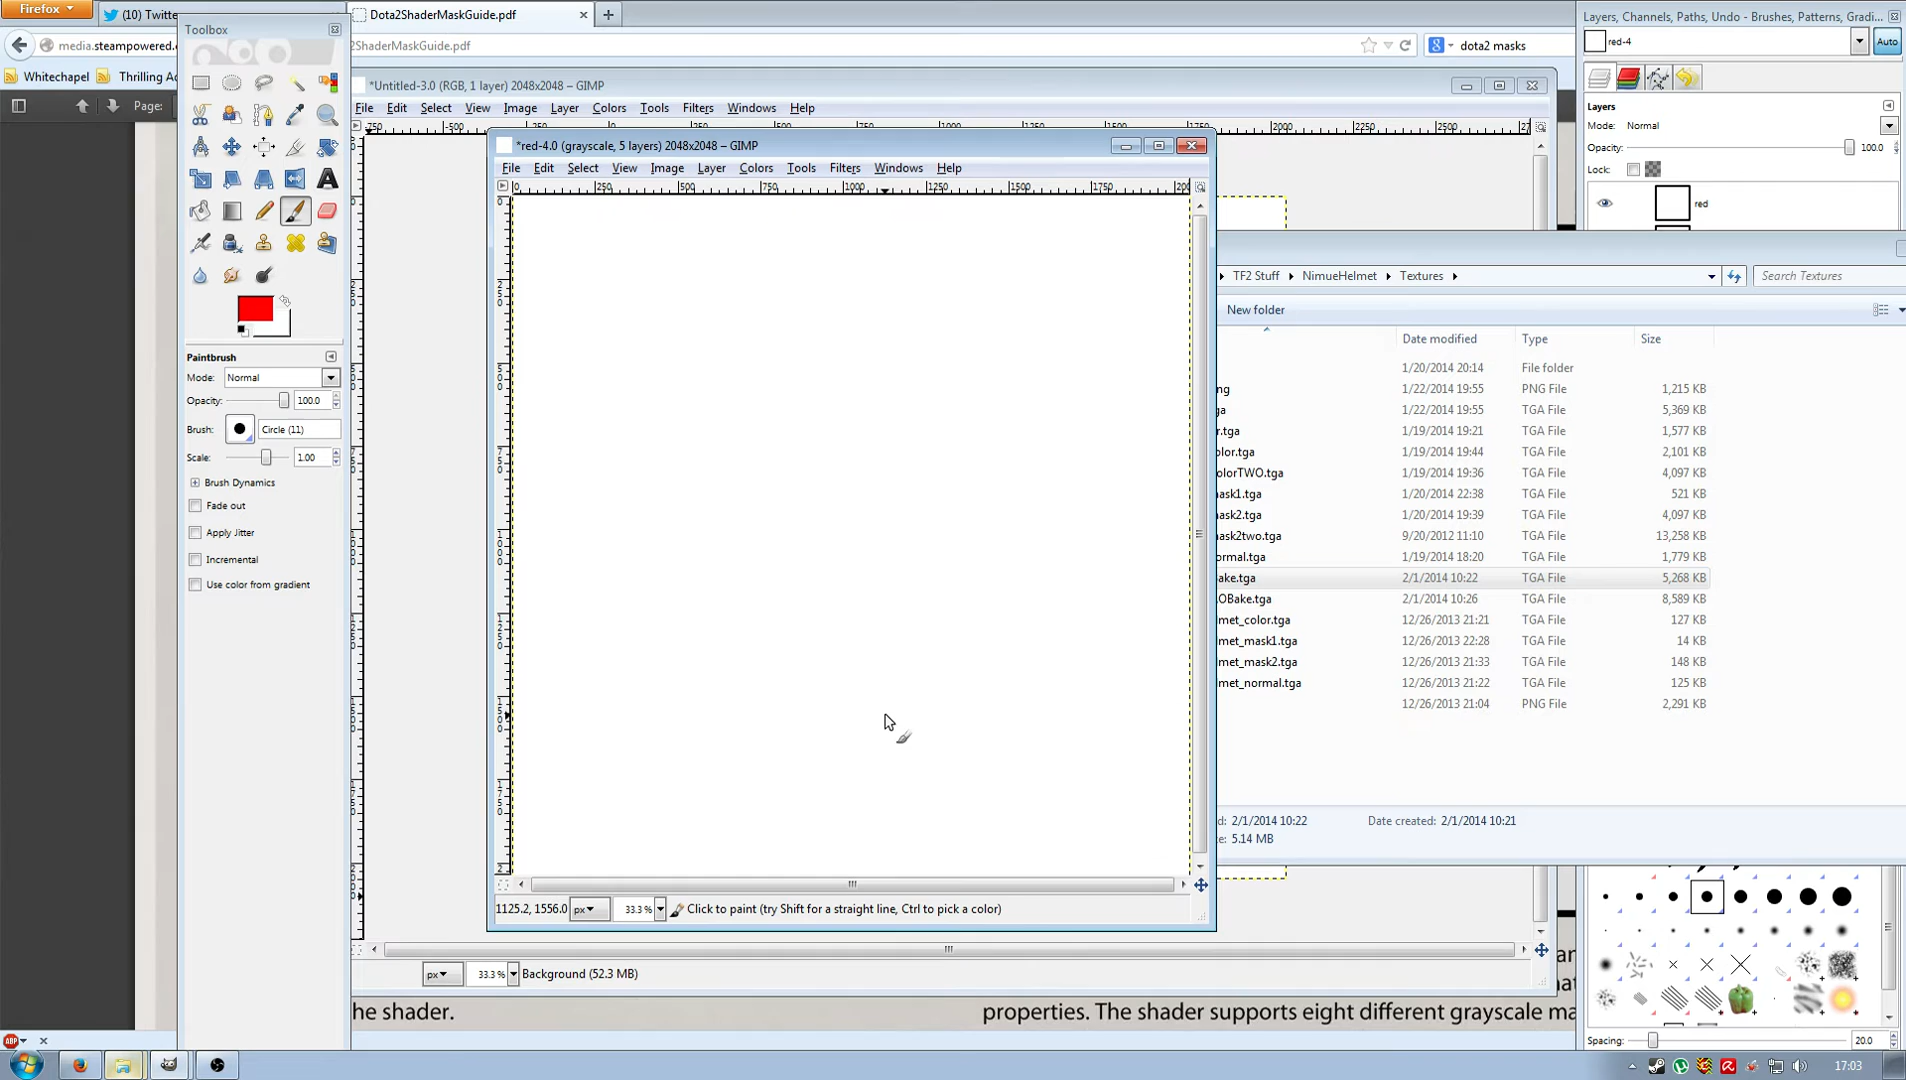 Firefox
(10) Twitte
Dota2ShaderMaskGuide.pdf
media.steampowered.c
2ShaderMaskGuide.pdf
dota2 masks
Whitechapel
Thrilling Ac
Page:
Toolbox
Paintbrush
Mode: Normal
Opacity: 100.0
Brush: Circle (11)
Scale: 1.00
Brush Dynamics
Fade out
Apply Jitter
Incremental
Use color from gradient
*Untitled-3.0 (RGB, 1 layer) 2048x2048 – GIMP
File Edit Select View Image Layer Colors Tools Filters Windows Help
*red-4.0 (grayscale, 5 layers) 2048x2048 – GIMP
File Edit Select View Image Layer Colors Tools Filters Windows Help
0 250 500 750 1000 1250 1500 1750 200
1125.2, 1556.0 px 33.3 % Click to paint (try Shift for a straight line, Ctrl to pick a color)
px 33.3 % Background (52.3 MB)
he shader.
properties. The shader supports eight different grayscale ma
Layers, Channels, Paths, Undo - Brushes, Patterns, Gradi...
red-4
Auto
Layers
Mode: Normal
Opacity: 100.0
Lock:
red
TF2 Stuff NimueHelmet Textures
Search Textures
New folder
Date modified Type Size
1/20/2014 20:14 File folder
ng 1/22/2014 19:55 PNG File 1,215 KB
ga 1/22/2014 19:55 TGA File 5,369 KB
r.tga 1/19/2014 19:21 TGA File 1,577 KB
olor.tga 1/19/2014 19:44 TGA File 2,101 KB
olorTWO.tga 1/19/2014 19:36 TGA File 4,097 KB
nask1.tga 1/20/2014 22:38 TGA File 521 KB
nask2.tga 1/20/2014 19:39 TGA File 4,097 KB
nask2two.tga 9/20/2012 11:10 TGA File 13,258 KB
ormal.tga 1/19/2014 18:20 TGA File 1,779 KB
ake.tga 2/1/2014 10:22 TGA File 5,268 KB
OBake.tga 2/1/2014 10:26 TGA File 8,589 KB
met_color.tga 12/26/2013 21:21 TGA File 127 KB
met_mask1.tga 12/26/2013 22:28 TGA File 14 KB
met_mask2.tga 12/26/2013 21:33 TGA File 148 KB
met_normal.tga 12/26/2013 21:22 TGA File 125 KB
12/26/2013 21:04 PNG File 2,291 KB
d: 2/1/2014 10:22 Date created: 2/1/2014 10:21
e: 5.14 MB
Spacing: 20.0
ABP
17:03